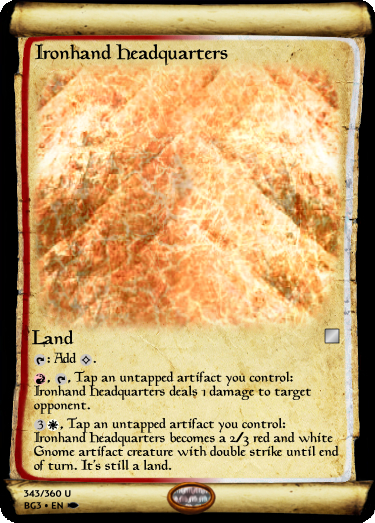 Ironhand Headquarters
Land
: Add .
, , Tap an untapped artifact you control:
Ironhand Headquarters deals 1 damage to target
opponent.
3 , Tap an untapped artifact you control:
Ironhand Headquarters becomes a 2/3 red and white
Gnome artifact creature with double strike until end
of turn. It's still a land.
343/360 U
BG3 • EN